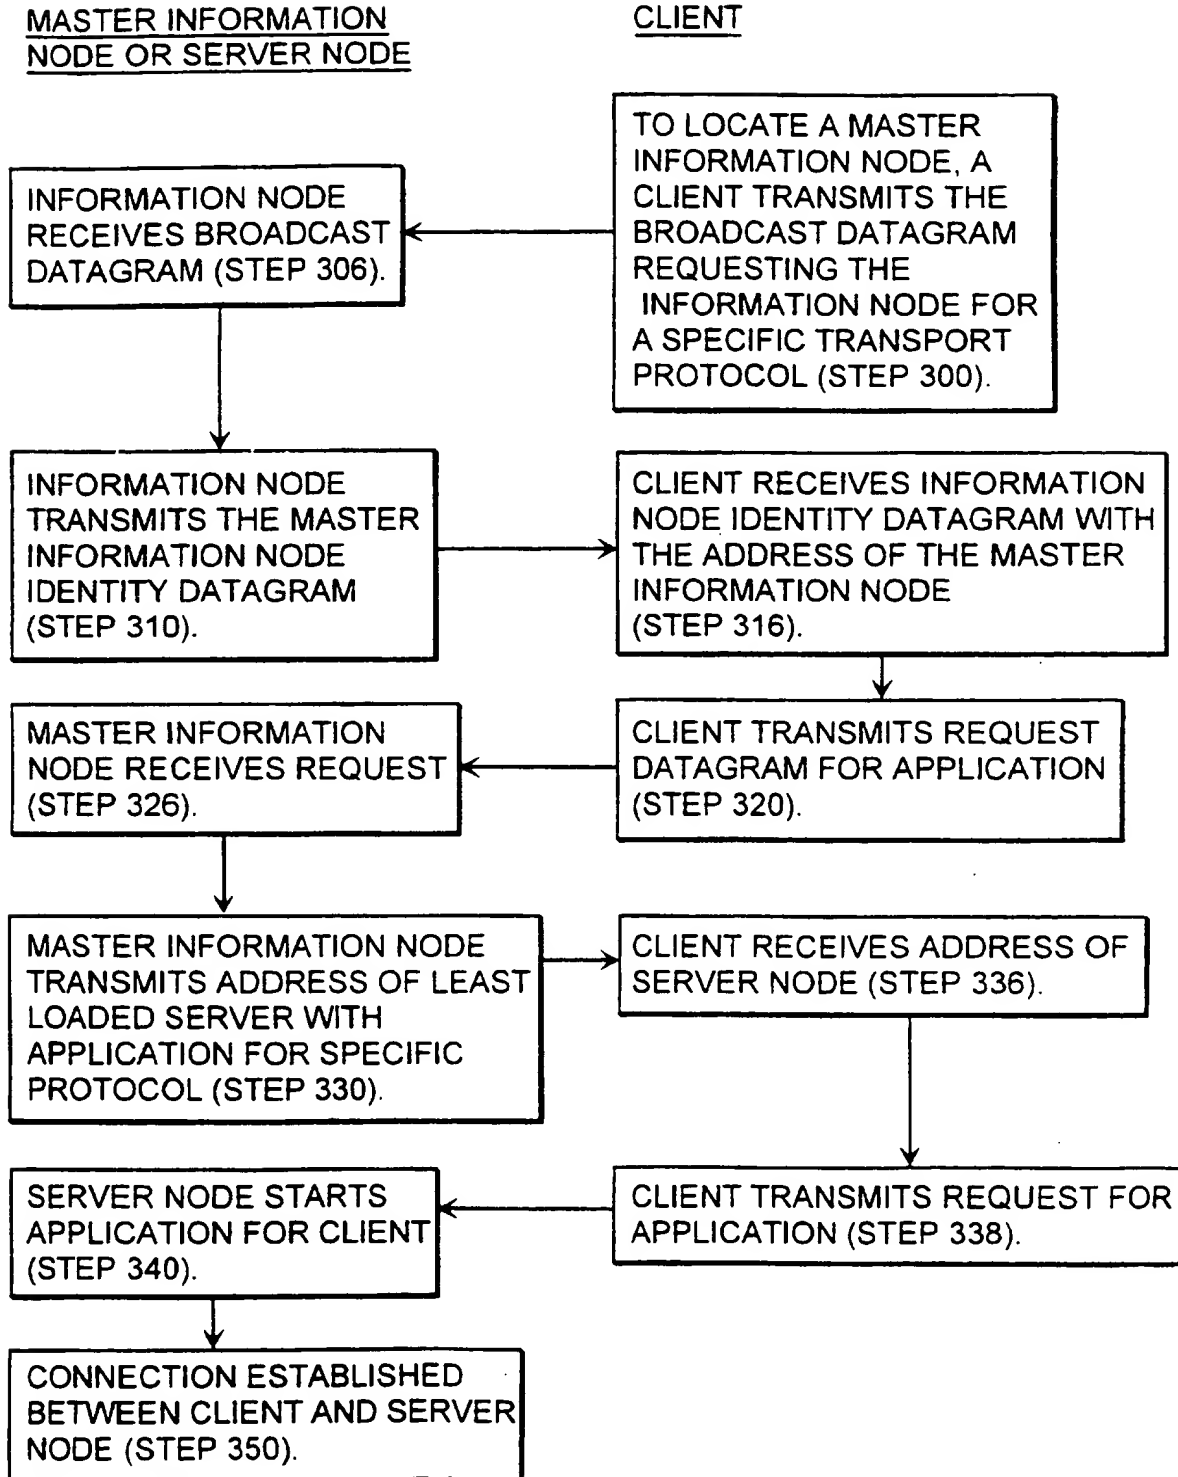 MASTER INFORMATION
NODE OR SERVER NODE
CLIENT
TO LOCATE A MASTER
INFORMATION NODE, A
CLIENT TRANSMITS THE
BROADCAST DATAGRAM
REQUESTING THE
INFORMATION NODE FOR
A SPECIFIC TRANSPORT
PROTOCOL (STEP 300).
INFORMATION NODE
RECEIVES BROADCAST
DATAGRAM (STEP 306).
INFORMATION NODE
TRANSMITS THE MASTER
INFORMATION NODE
IDENTITY DATAGRAM
(STEP 310).
CLIENT RECEIVES INFORMATION
NODE IDENTITY DATAGRAM WITH
THE ADDRESS OF THE MASTER
INFORMATION NODE
(STEP 316).
CLIENT TRANSMITS REQUEST
DATAGRAM FOR APPLICATION
(STEP 320).
MASTER INFORMATION
NODE RECEIVES REQUEST
(STEP 326).
MASTER INFORMATION NODE
TRANSMITS ADDRESS OF LEAST
LOADED SERVER WITH
APPLICATION FOR SPECIFIC
PROTOCOL (STEP 330).
CLIENT RECEIVES ADDRESS OF
SERVER NODE (STEP 336).
CLIENT TRANSMITS REQUEST FOR
APPLICATION (STEP 338).
SERVER NODE STARTS
APPLICATION FOR CLIENT
(STEP 340).
CONNECTION ESTABLISHED
BETWEEN CLIENT AND SERVER
NODE (STEP 350).